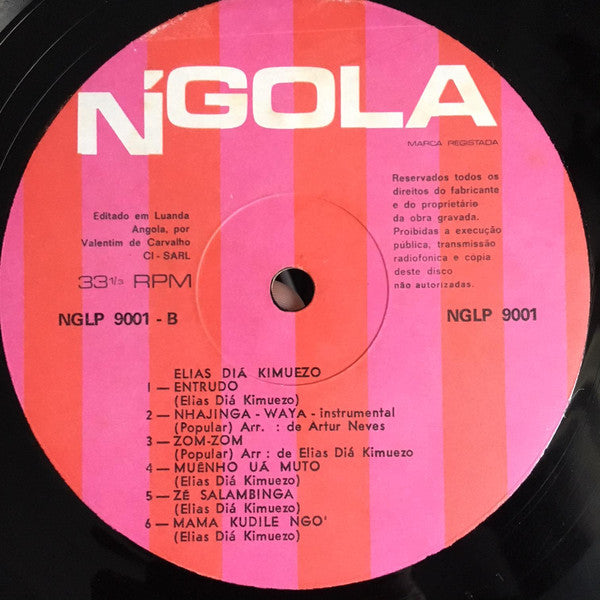 NǴOLA
MARCA REGISTADA
Editado em Luanda
Angola, por
Valentim de Carvalho
CI - SARL
33 1/3 RPM
NGLP 9001 - B
Reservados todos os
direitos do fabricante
e do proprietárie
da obra gravada.
Proibidas a execução
pública, transmissão
radiofonica e copia
deste disco
não autorizadas.
NGLP 9001
ELIAS DIÁ KIMUEZO
1 — ENTRUDO
(Elias Diá Kimuezo)
2 — NHAJINGA - WAYA - instrumental
(Popular) Arr. : de Artur Neves
3 — ZOM-ZOM
(Popular) Arr : de Elias Diá Kimuezo
4 — MUÊNHO UÁ MUTO
(Elias Diá Kimuezo)
5 — ZÊ SALAMBINGA
(Elias Diá Kimuezo)
6 — MAMA KUDILE NGO'
(Elias Diá Kimuezo)